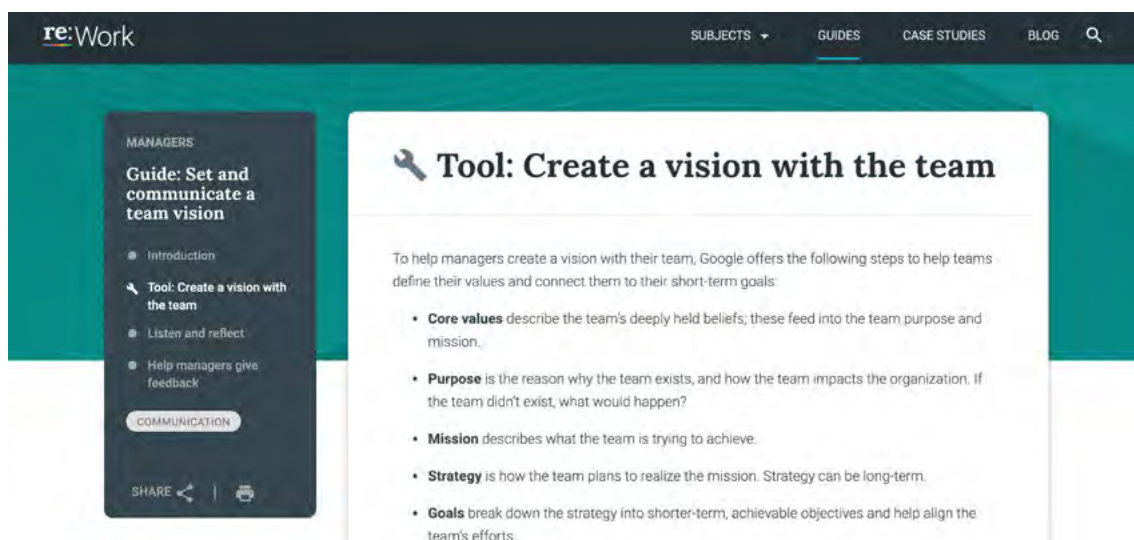 re:Work
SUBJECTS
GUIDES
CASE STUDIES
BLOG
MANAGERS
Guide: Set and
communicate a
team vision
Introduction
Tool: Create a vision with
the team
Listen and reflect
Help managers give
feedback
COMMUNICATION
SHARE
Tool: Create a vision with the team
To help managers create a vision with their team, Google offers the following steps to help teams
define their values and connect them to their short-term goals:
• Core values describe the team's deeply held beliefs; these feed into the team purpose and
mission.
• Purpose is the reason why the team exists, and how the team impacts the organization. If
the team didn't exist, what would happen?
• Mission describes what the team is trying to achieve.
• Strategy is how the team plans to realize the mission. Strategy can be long-term.
• Goals break down the strategy into shorter-term, achievable objectives and help align the
team's efforts.